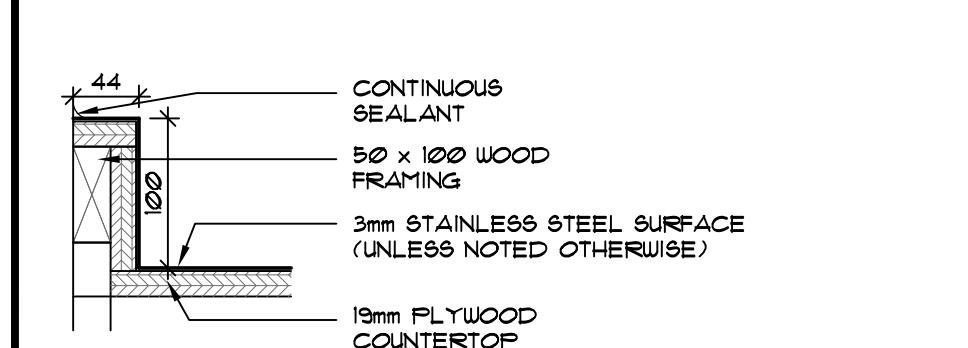 44
CONTINUOUS
SEALANT
50 x 100 WOOD
FRAMING
100
3mm STAINLESS STEEL SURFACE
(UNLESS NOTED OTHERWISE)
19mm PLYWOOD
COUNTERTOP